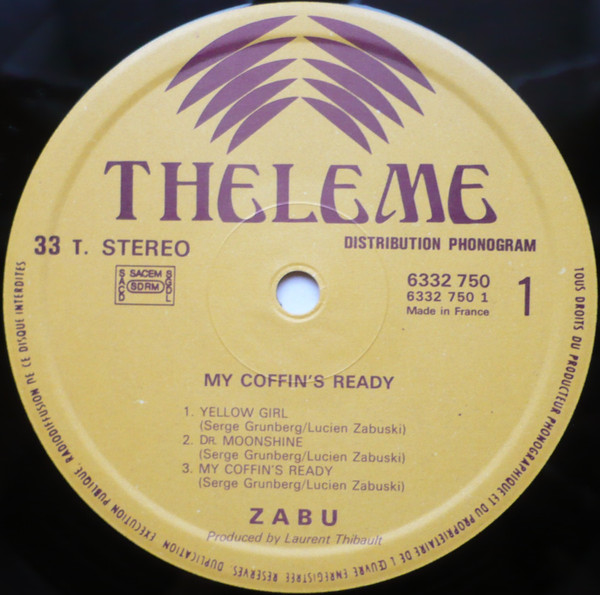 THELEME
33 T. STEREO
DISTRIBUTION PHONOGRAM
SACEM
SACD
SDRM
SGDL
6332 750
6332 750 1
Made in France
1
MY COFFIN'S READY
1. YELLOW GIRL
(Serge Grunberg/Lucien Zabuski)
2. DR. MOONSHINE
(Serge Grunberg/Lucien Zabuski)
3. MY COFFIN'S READY
(Serge Grunberg/Lucien Zabuski)
ZABU
Produced by Laurent Thibault
TOUS DROITS DU PRODUCTEUR PHONOGRAPHIQUE ET DU PROPRIETAIRE DE L'ŒUVRE ENREGISTREE RESERVES. DUPLICATION. EXECUTION PUBLIQUE. RADIODIFFUSION DE CE DISQUE INTERDITES